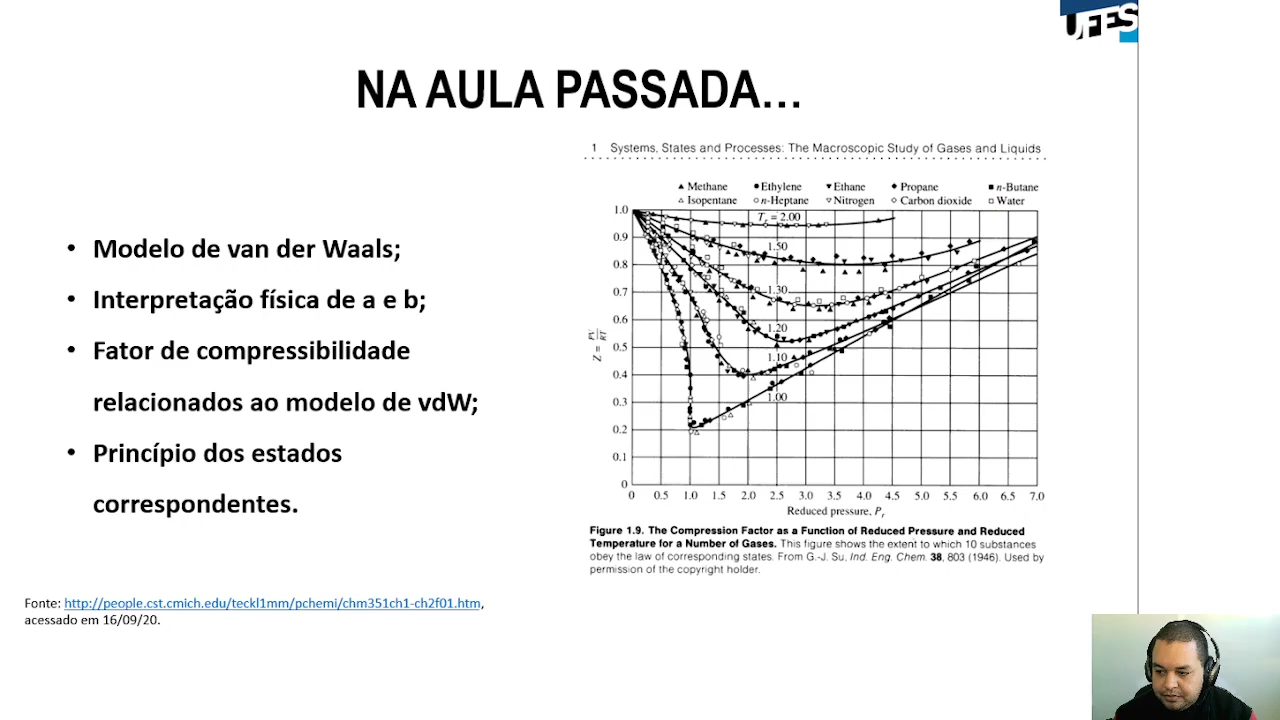 UFES
NA AULA PASSADA...
• Modelo de van der Waals;
• Interpretação física de a e b;
• Fator de compressibilidade
relacionados ao modelo de vdW;
• Princípio dos estados
correspondentes.
1 Systems, States and Processes: The Macroscopic Study of Gases and Liquids
▲ Methane ● Ethylene ▼ Ethane ◆ Propane ■ n-Butane
△ Isopentane ○ n-Heptane ▽ Nitrogen ◇ Carbon dioxide □ Water
Tr = 2.00
1.50
1.30
1.20
1.10
1.00
1.0
0.9
0.8
0.7
0.6
0.5
0.4
0.3
0.2
0.1
0
Z = PV/RT
0 0.5 1.0 1.5 2.0 2.5 3.0 3.5 4.0 4.5 5.0 5.5 6.0 6.5 7.0
Reduced pressure, Pr
Figure 1.9. The Compression Factor as a Function of Reduced Pressure and Reduced
Temperature for a Number of Gases. This figure shows the extent to which 10 substances
obey the law of corresponding states. From G.-J. Su, Ind. Eng. Chem. 38, 803 (1946). Used by
permission of the copyright holder.
Fonte: http://people.cst.cmich.edu/teckl1mm/pchemi/chm351ch1-ch2f01.htm,
acessado em 16/09/20.